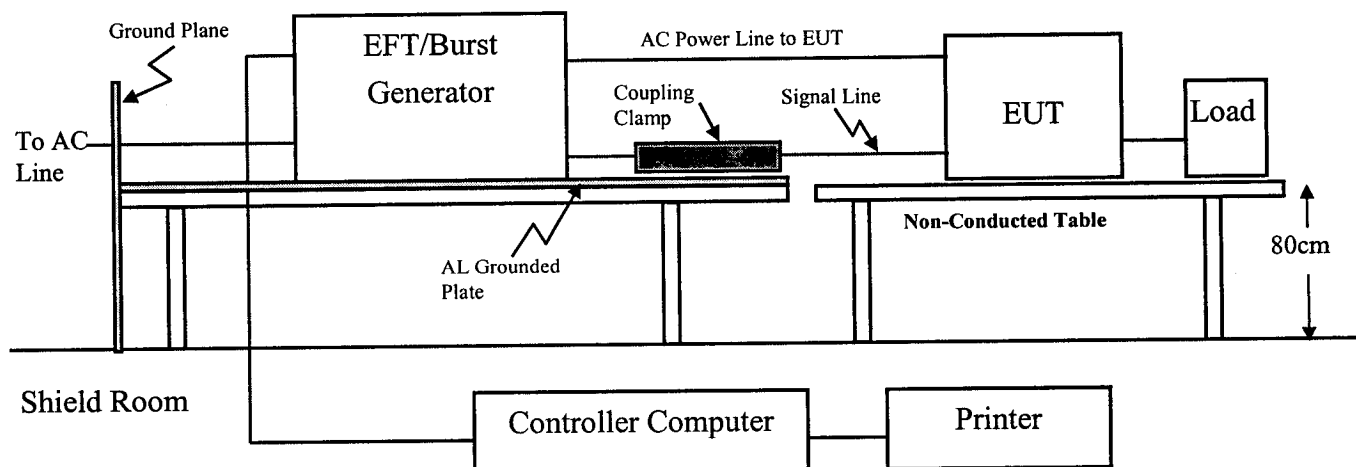 Ground Plane
EFT/Burst
Generator
AC Power Line to EUT
Coupling
Clamp
Signal Line
EUT
Load
To AC
Line
Non-Conducted Table
80cm
AL Grounded
Plate
Shield Room
Controller Computer
Printer